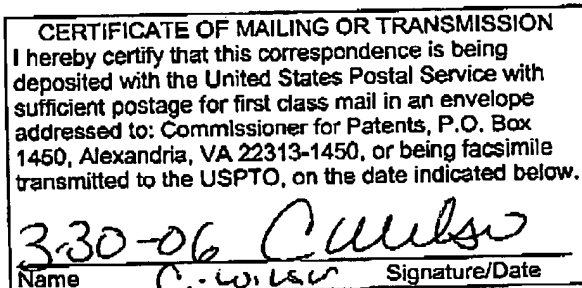 CERTIFICATE OF MAILING OR TRANSMISSION
I hereby certify that this correspondence is being
deposited with the United States Postal Service with
sufficient postage for first class mail in an envelope
addressed to: Commissioner for Patents, P.O. Box
1450, Alexandria, VA 22313-1450, or being facsimile
transmitted to the USPTO, on the date indicated below.
3-30-06 C Wilson
Name C. Wilson Signature/Date